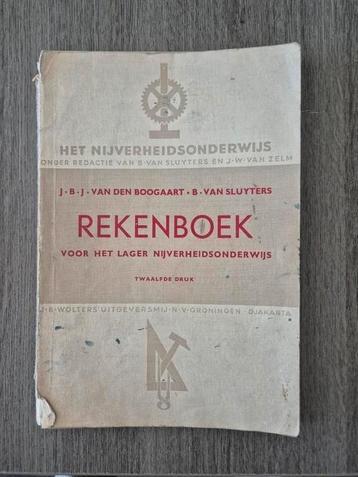 HET NIJVERHEIDSONDERWIJS
ONDER REDACTIE VAN B·VAN SLUYTERS EN J·W·VAN ZELM
J·B·J·VAN DEN BOOGAART·B·VAN SLUYTERS
REKENBOEK
VOOR HET LAGER NIJVERHEIDSONDERWIJS
TWAALFDE DRUK
J·B·WOLTERS' UITGEVERSMIJ·N·V·GRONINGEN·DJAKARTA